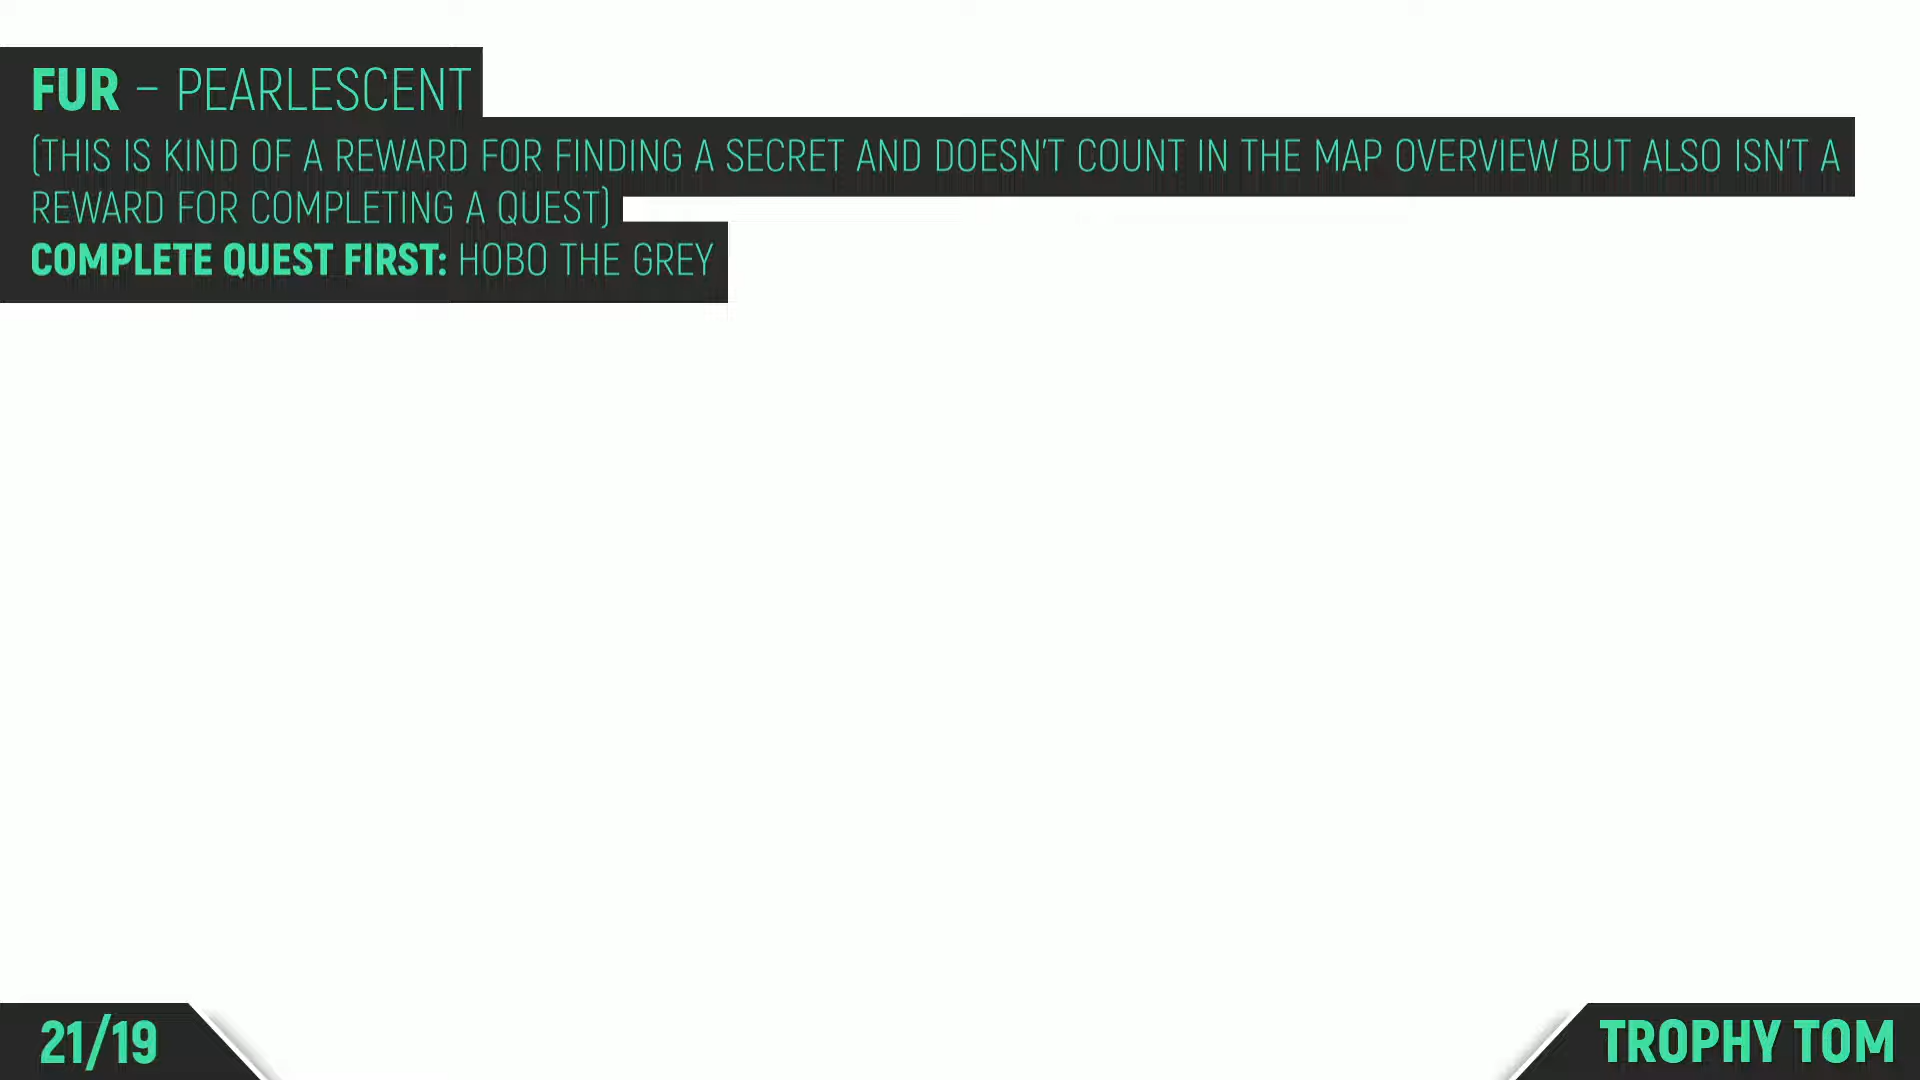 FUR – PEARLESCENT
(THIS IS KIND OF A REWARD FOR FINDING A SECRET AND DOESN'T COUNT IN THE MAP OVERVIEW BUT ALSO ISN'T A
REWARD FOR COMPLETING A QUEST)
COMPLETE QUEST FIRST: HOBO THE GREY
21/19
TROPHY TOM